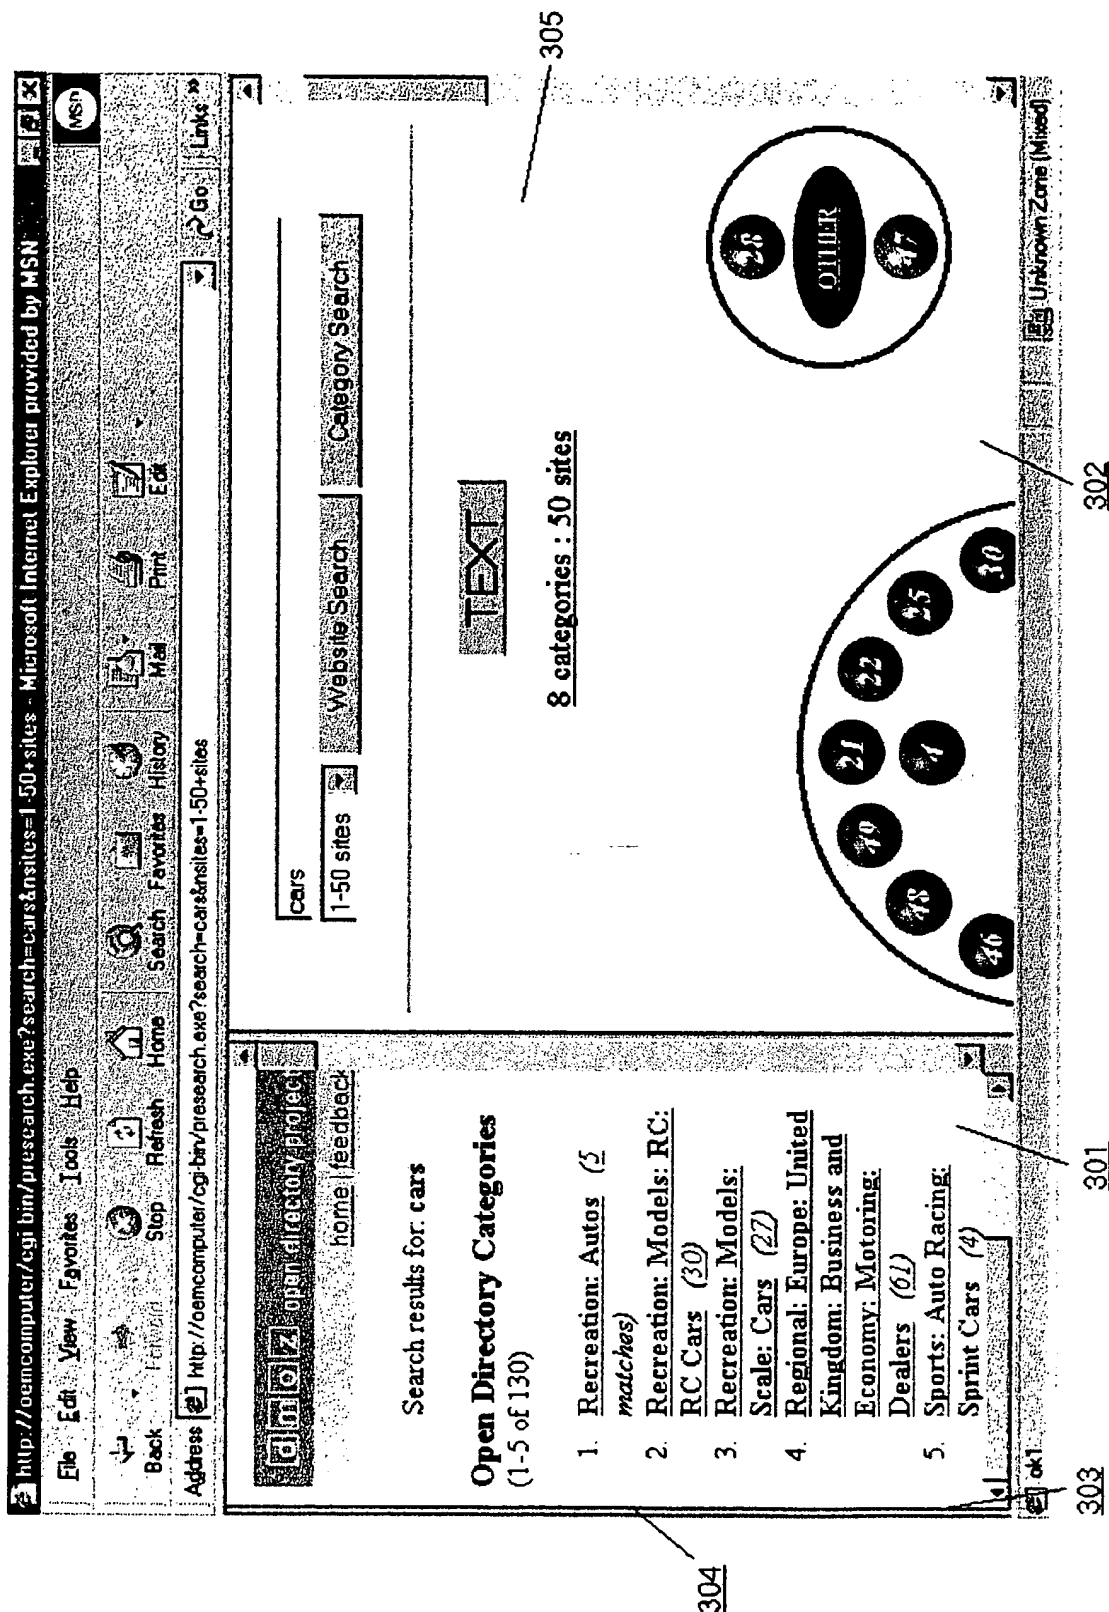 http://oemcomputer/cgi bin/presearch.exe?search=cars&nsites=1-50+sites - Microsoft Internet Explorer provided by MSN
File Edit View Favorites Tools Help
MSN
Back Forward Stop Refresh Home Search Favorites History Mail Print Edit
Address http://oemcomputer/cgi-bin/presearch.exe?search=cars&nsites=1-50+sites Go Links »
dmoz open directory project
home feedback
Search results for: cars
Open Directory Categories
(1-5 of 130)
1. Recreation: Autos (5
matches)
2. Recreation: Models: RC:
RC Cars (30)
3. Recreation: Models:
Scale: Cars (27)
4. Regional: Europe: United
Kingdom: Business and
Economy: Motoring:
Dealers (61)
5. Sports: Auto Racing:
Sprint Cars (4)
cars
1-50 sites Website Search Category Search
TEXT
8 categories : 50 sites
46 48 49 21 22 25 30
4
28
OTHER
47
ok1 Unknown Zone (Mixed)
301
302
303
304
305